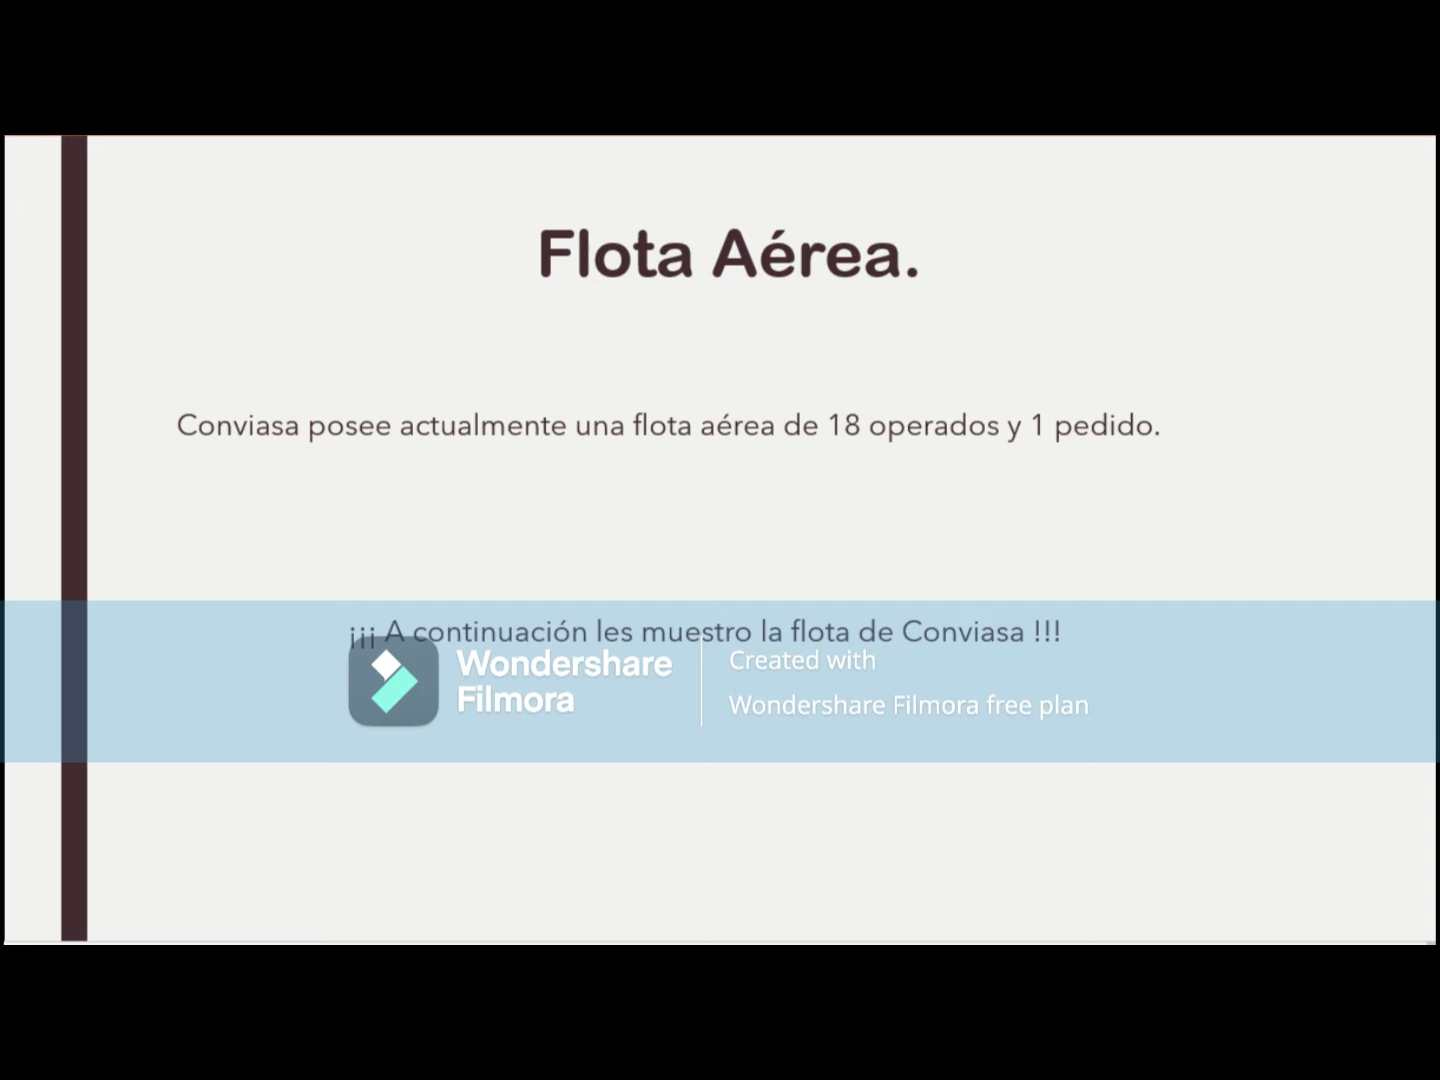 Flota Aérea.
Conviasa posee actualmente una flota aérea de 18 operados y 1 pedido.
¡¡¡ A continuación les muestro la flota de Conviasa !!!
Wondershare
Filmora
Created with
Wondershare Filmora free plan